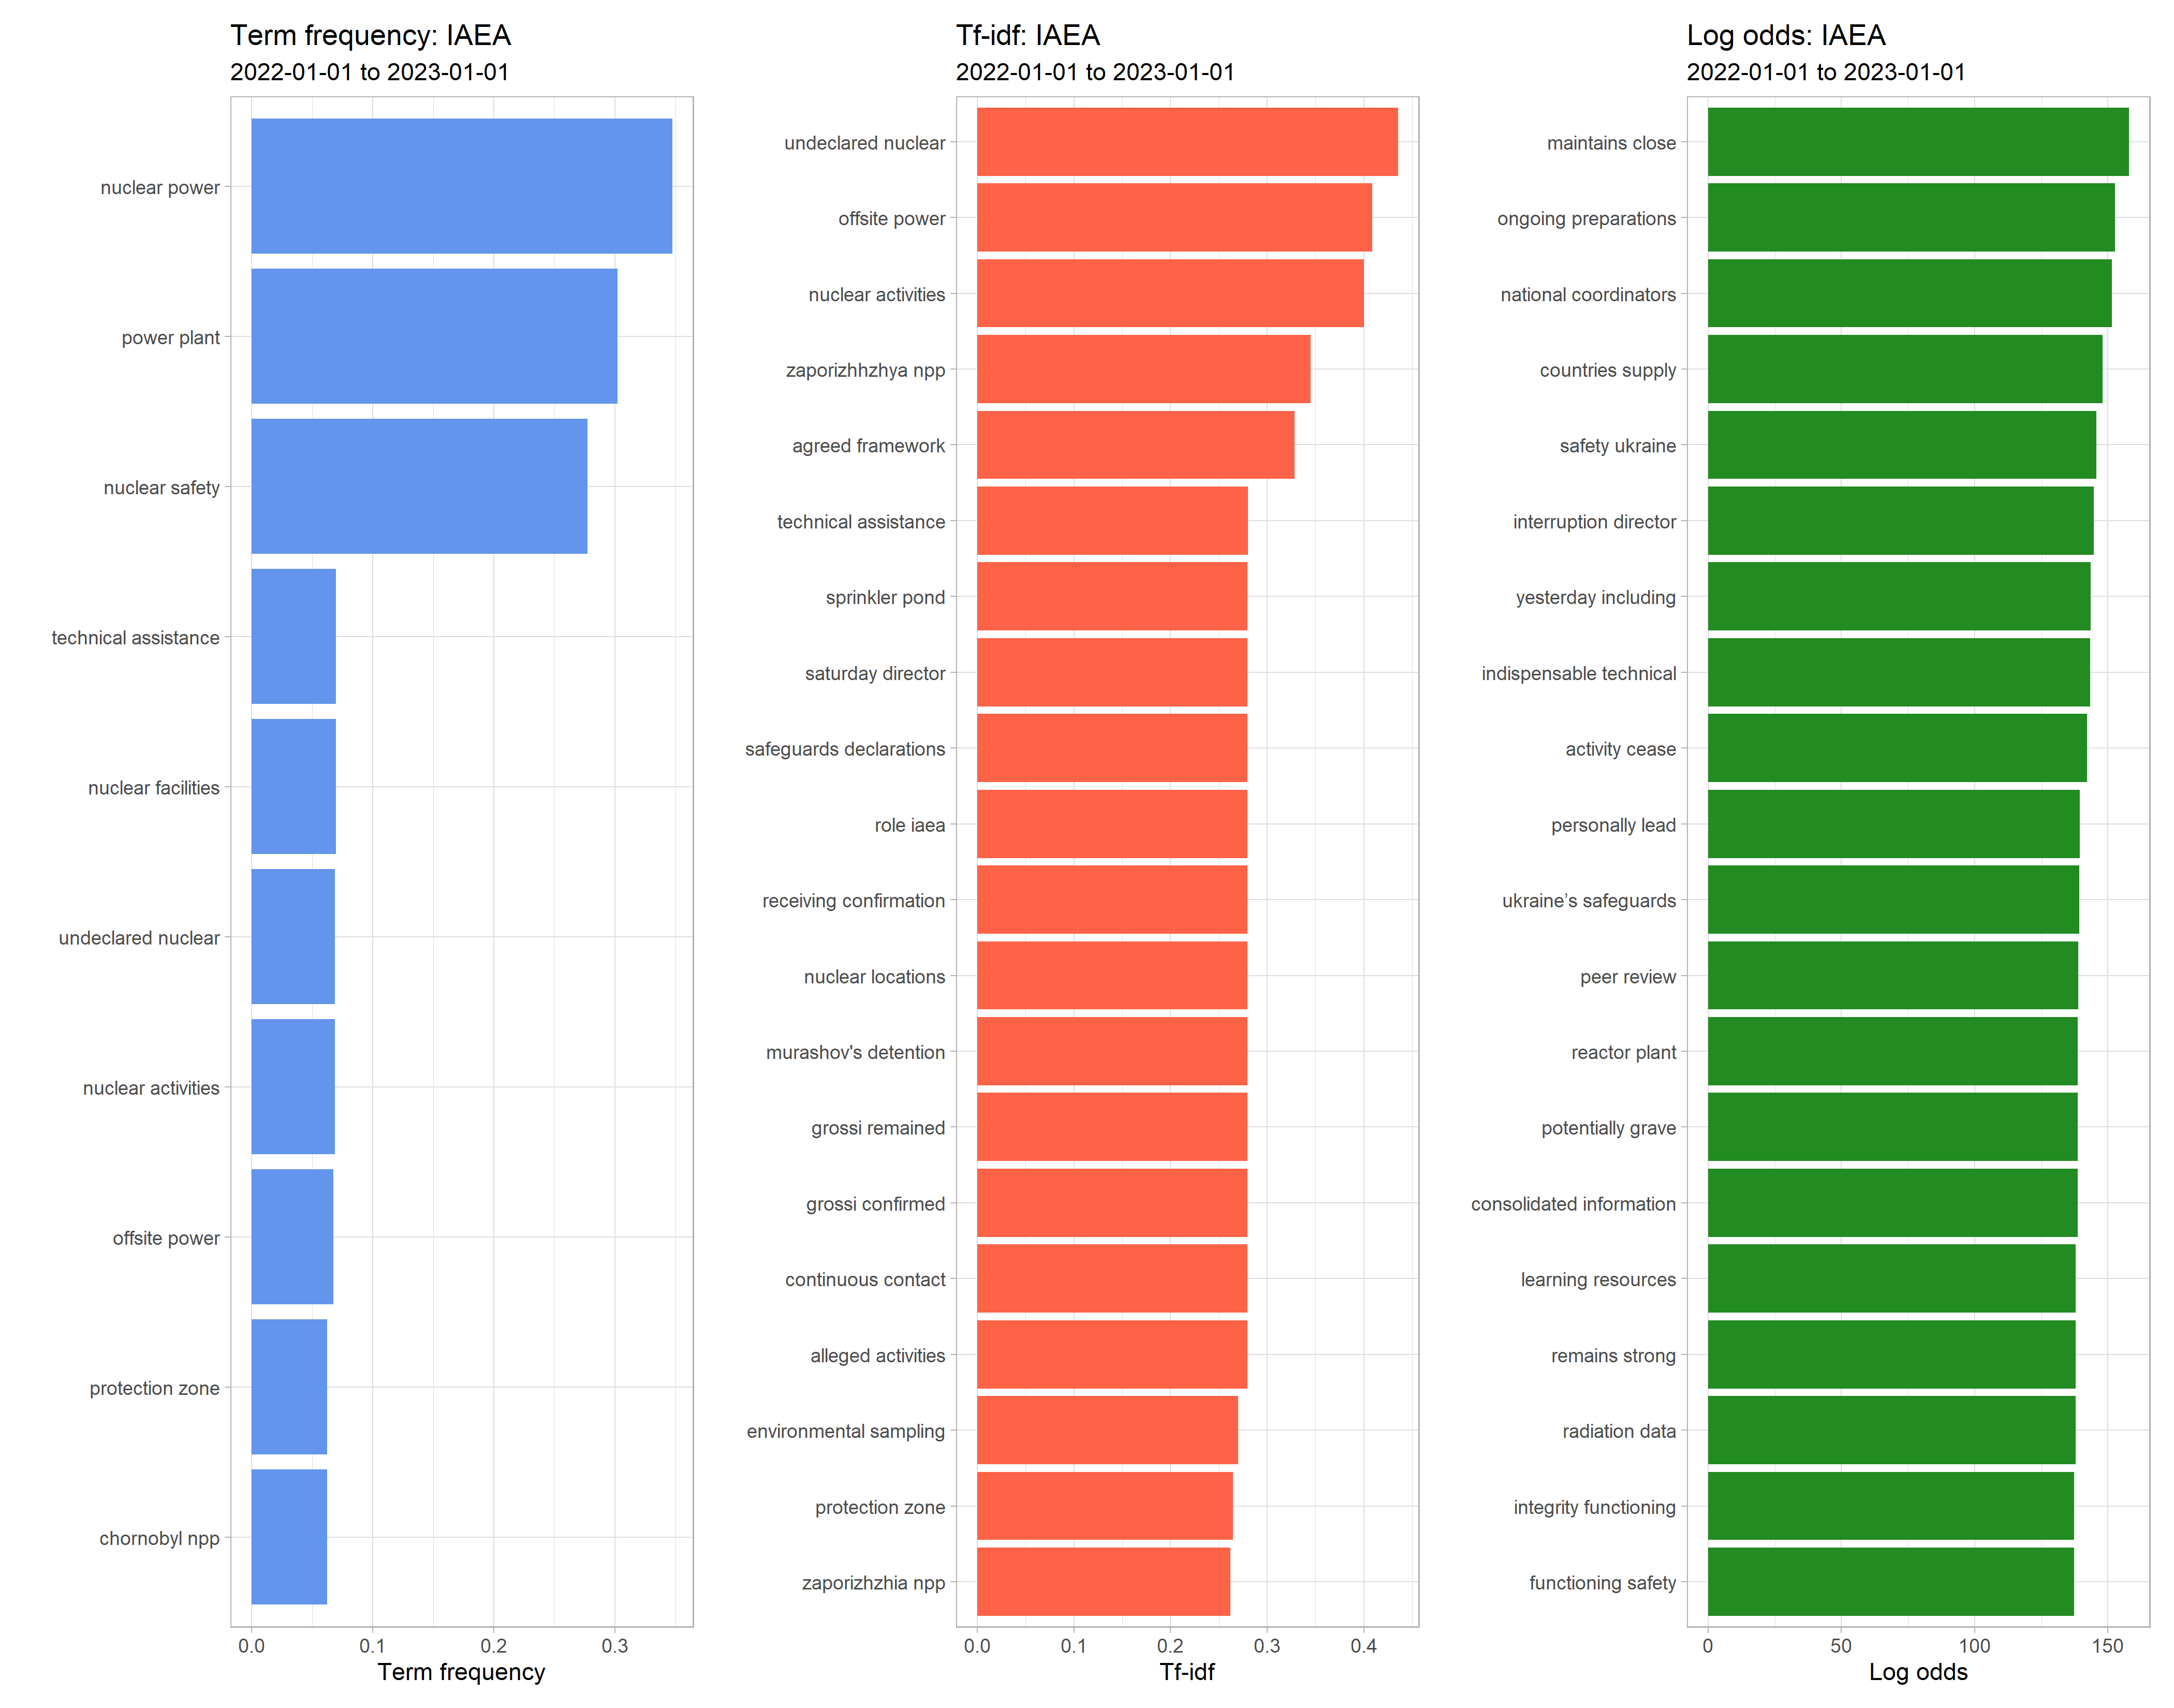 Term frequency: IAEA
2022-01-01 to 2023-01-01
nuclear power
power plant
nuclear safety
technical assistance
nuclear facilities
undeclared nuclear
nuclear activities
offsite power
protection zone
chornobyl npp
0.0 0.1 0.2 0.3
Term frequency
Tf-idf: IAEA
2022-01-01 to 2023-01-01
undeclared nuclear
offsite power
nuclear activities
zaporizhhzhya npp
agreed framework
technical assistance
sprinkler pond
saturday director
safeguards declarations
role iaea
receiving confirmation
nuclear locations
murashov's detention
grossi remained
grossi confirmed
continuous contact
alleged activities
environmental sampling
protection zone
zaporizhzhia npp
0.0 0.1 0.2 0.3 0.4
Tf-idf
Log odds: IAEA
2022-01-01 to 2023-01-01
maintains close
ongoing preparations
national coordinators
countries supply
safety ukraine
interruption director
yesterday including
indispensable technical
activity cease
personally lead
ukraine’s safeguards
peer review
reactor plant
potentially grave
consolidated information
learning resources
remains strong
radiation data
integrity functioning
functioning safety
0 50 100 150
Log odds